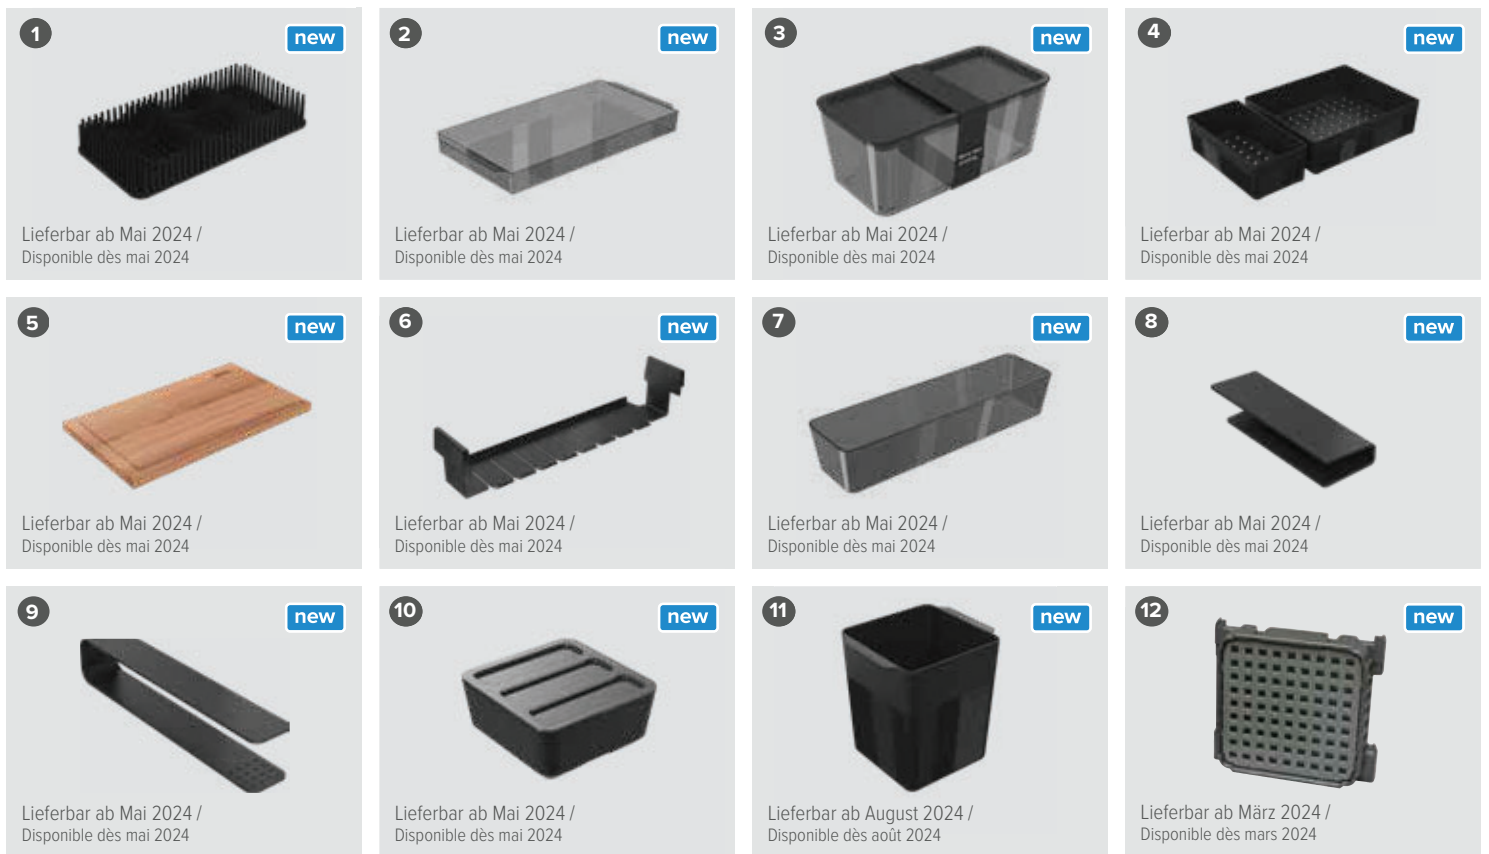 1
new
Lieferbar ab Mai 2024 /
Disponible dès mai 2024
2
new
Lieferbar ab Mai 2024 /
Disponible dès mai 2024
3
new
Lieferbar ab Mai 2024 /
Disponible dès mai 2024
4
new
Lieferbar ab Mai 2024 /
Disponible dès mai 2024
5
new
Lieferbar ab Mai 2024 /
Disponible dès mai 2024
6
new
Lieferbar ab Mai 2024 /
Disponible dès mai 2024
7
new
Lieferbar ab Mai 2024 /
Disponible dès mai 2024
8
new
Lieferbar ab Mai 2024 /
Disponible dès mai 2024
9
new
Lieferbar ab Mai 2024 /
Disponible dès mai 2024
10
new
Lieferbar ab Mai 2024 /
Disponible dès mai 2024
11
new
Lieferbar ab August 2024 /
Disponible dès août 2024
12
new
Lieferbar ab März 2024 /
Disponible dès mars 2024